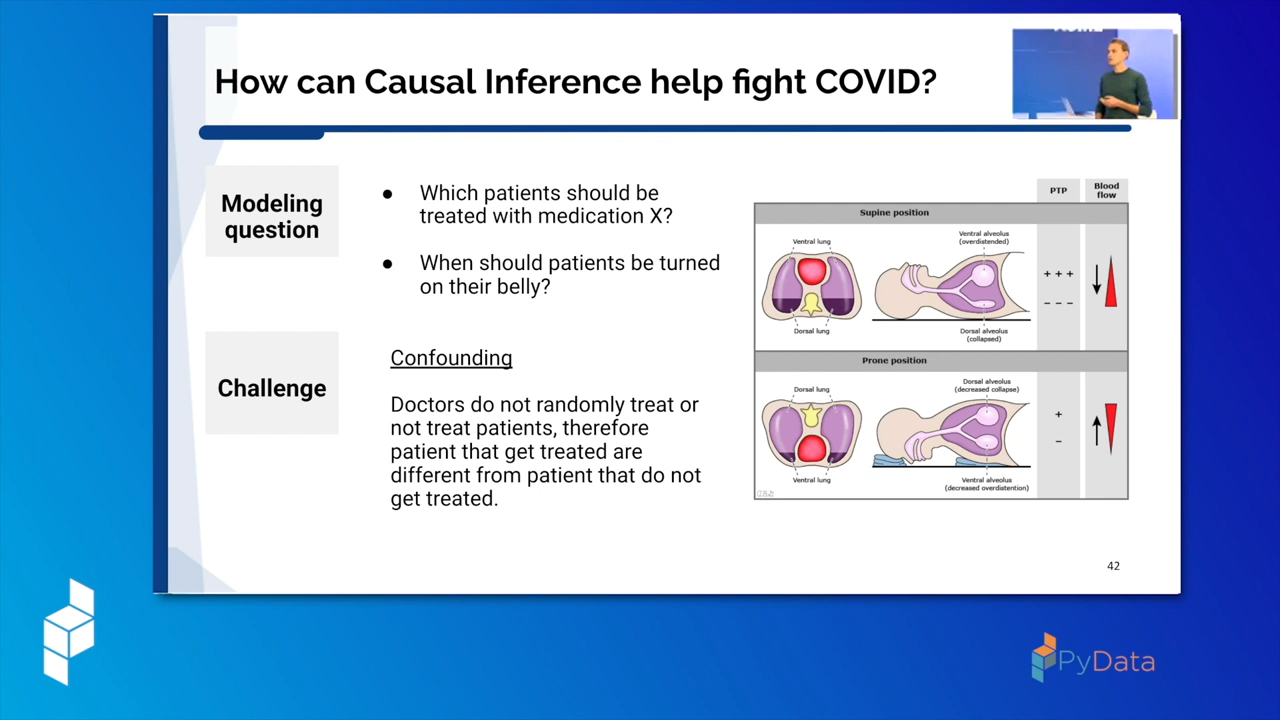 How can Causal Inference help fight COVID?
Modeling
question
● Which patients should be
treated with medication X?
● When should patients be turned
on their belly?
Challenge
Confounding
Doctors do not randomly treat or
not treat patients, therefore
patient that get treated are
different from patient that do not
get treated.
PTP
Blood
flow
Supine position
Ventral lung
Dorsal lung
Ventral alveolus
(overdistended)
Dorsal alveolus
(collapsed)
+ + +
– – –
Prone position
Dorsal lung
Ventral lung
Dorsal alveolus
(decreased collapse)
Ventral alveolus
(decreased overdistention)
+
–
42
PyData